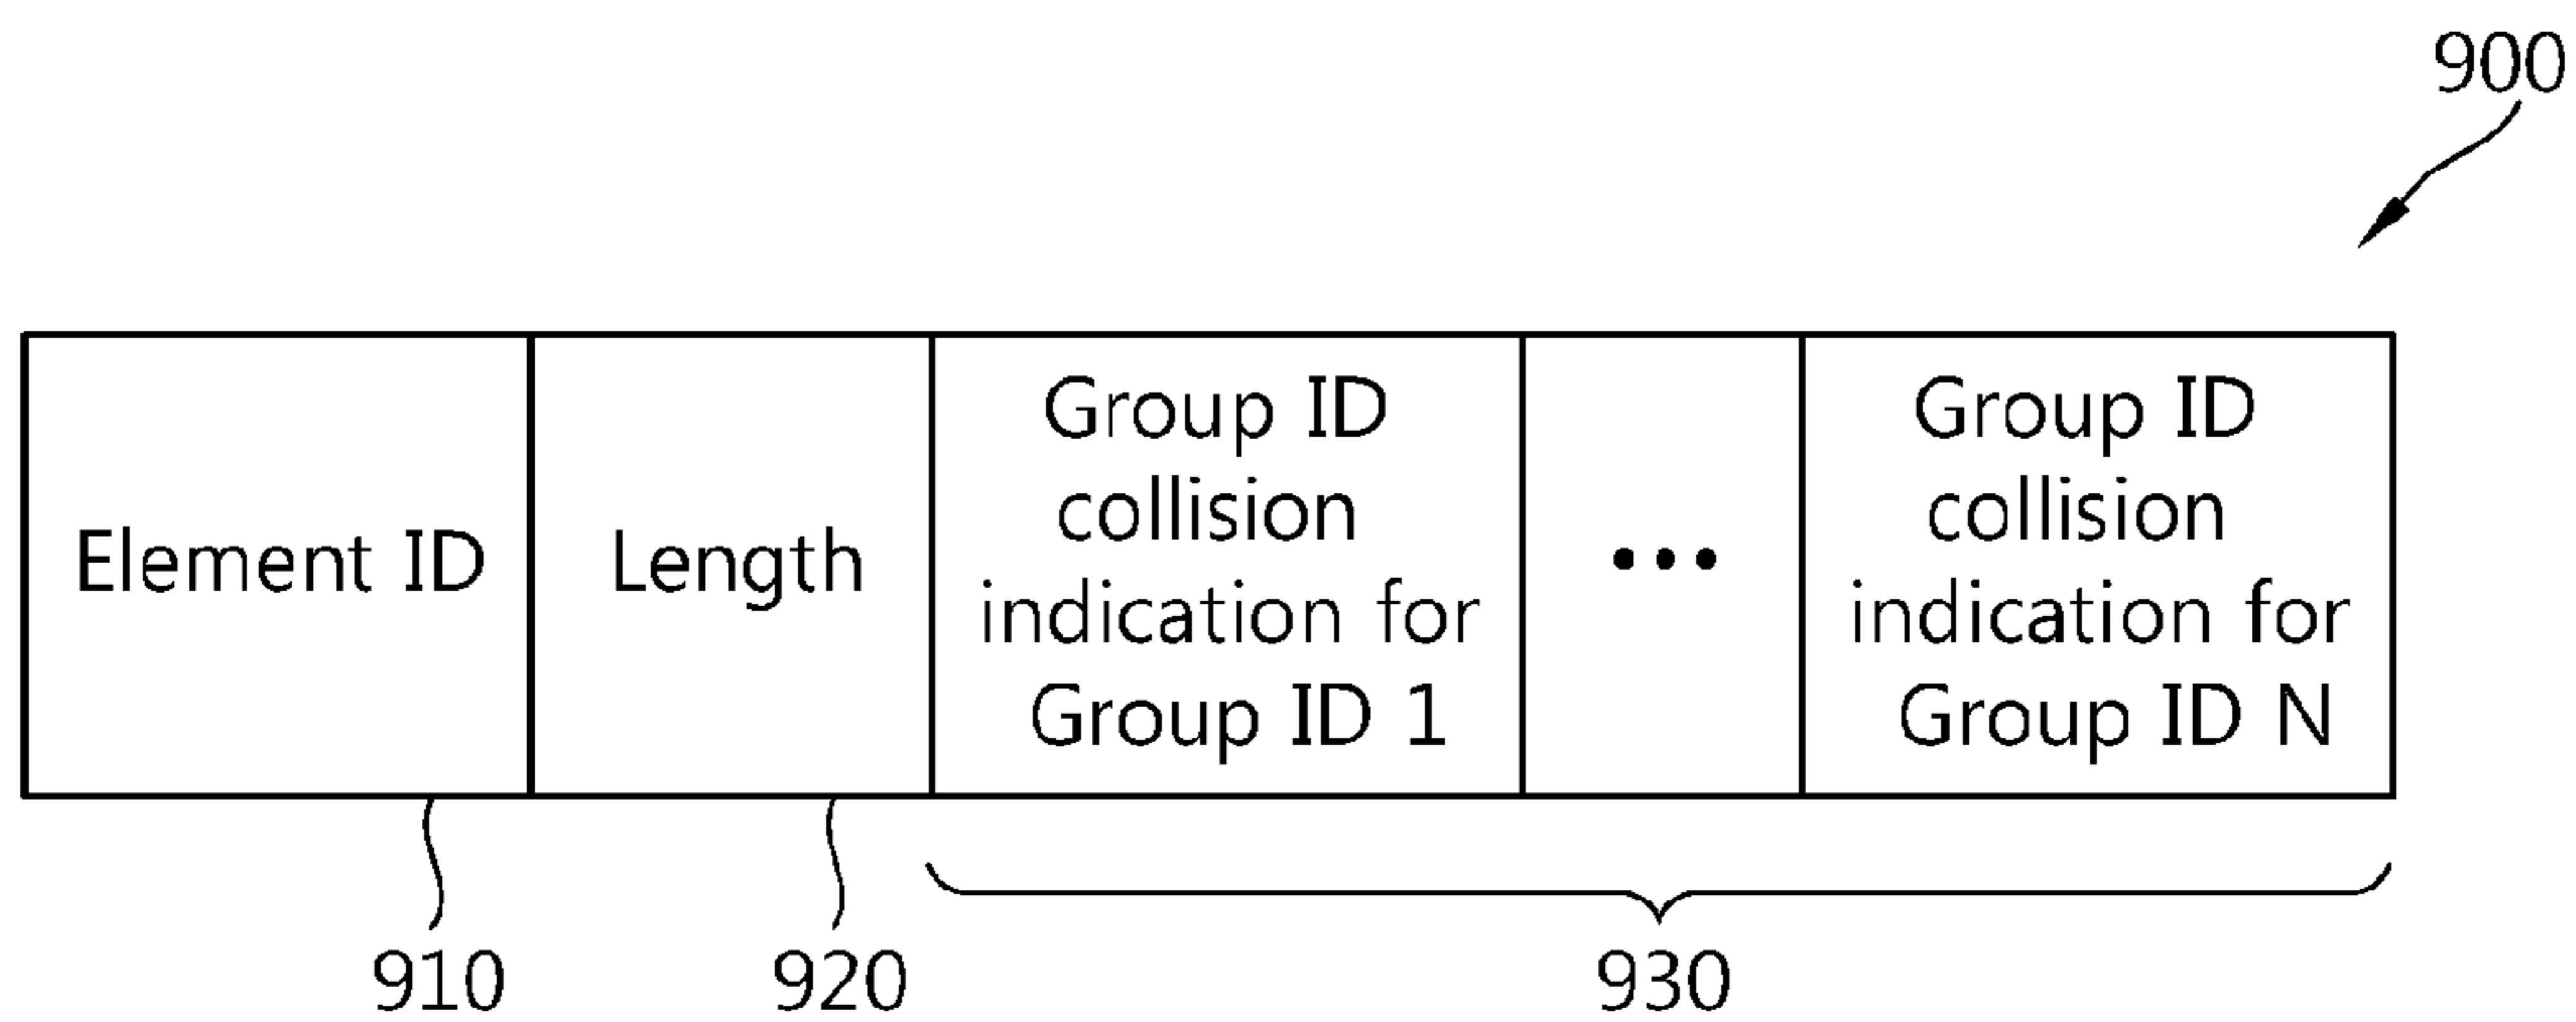 900
Element ID
Length
Group ID
collision
indication for
Group ID 1
•••
Group ID
collision
indication for
Group ID N
910
920
930